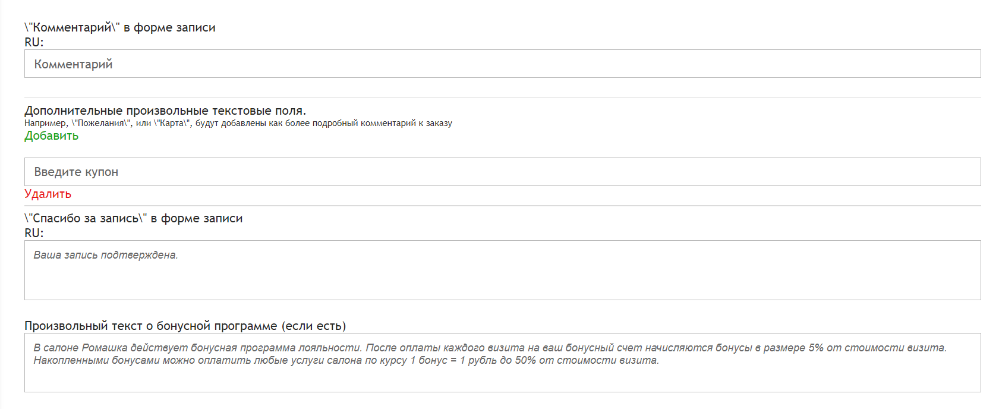 \"Комментарий\" в форме записи
RU:
Комментарий
Дополнительные произвольные текстовые поля.
Например, \"Пожелания\", или \"Карта\", будут добавлены как более подробный комментарий к заказу
Добавить
Введите купон
Удалить
\"Спасибо за запись\" в форме записи
RU:
Ваша запись подтверждена.
Произвольный текст о бонусной программе (если есть)
В салоне Ромашка действует бонусная программа лояльности. После оплаты каждого визита на ваш бонусный счет начисляются бонусы в размере 5% от стоимости визита.
Накопленными бонусами можно оплатить любые услуги салона по курсу 1 бонус = 1 рубль до 50% от стоимости визита.